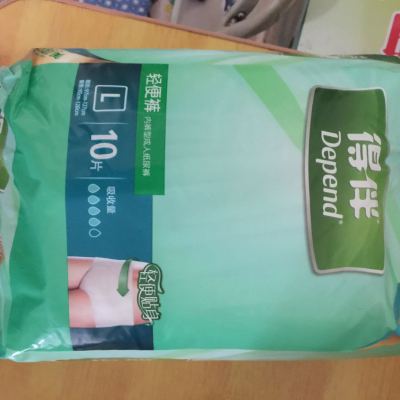 得伴
Depend®
轻便裤
内裤型成人纸尿裤
L
10片
吸收量
轻便贴身